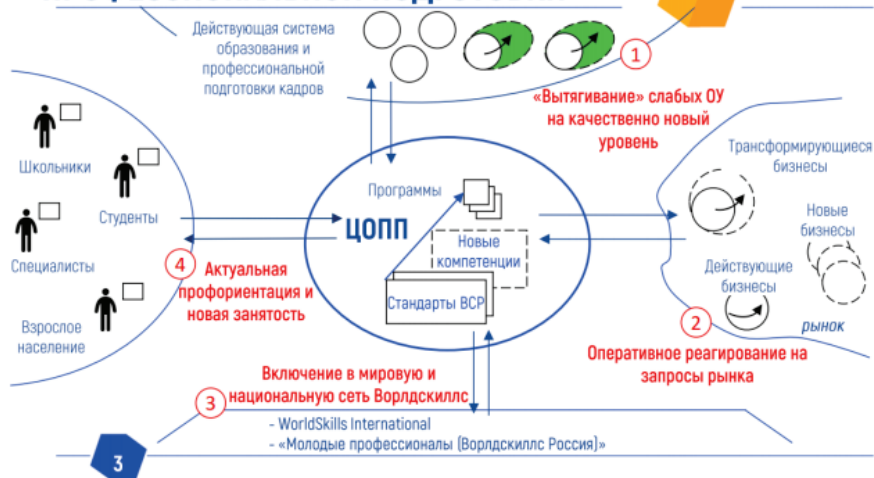 Действующая система
образования и
профессиональной
подготовки кадров
1
«Вытягивание» слабых ОУ
на качественно новый
уровень
Школьники
Студенты
Специалисты
Взрослое
население
4
Актуальная
профориентация и
новая занятость
ЦОПП
Программы
Новые
компетенции
Стандарты ВСР
Трансформирующиеся
бизнесы
Новые
бизнесы
Действующие
бизнесы
рынок
2
Оперативное реагирование на
запросы рынка
3
Включение в мировую и
национальную сеть Ворлдскиллс
- WorldSkills International
- «Молодые профессионалы (Ворлдскиллс Россия)»
3